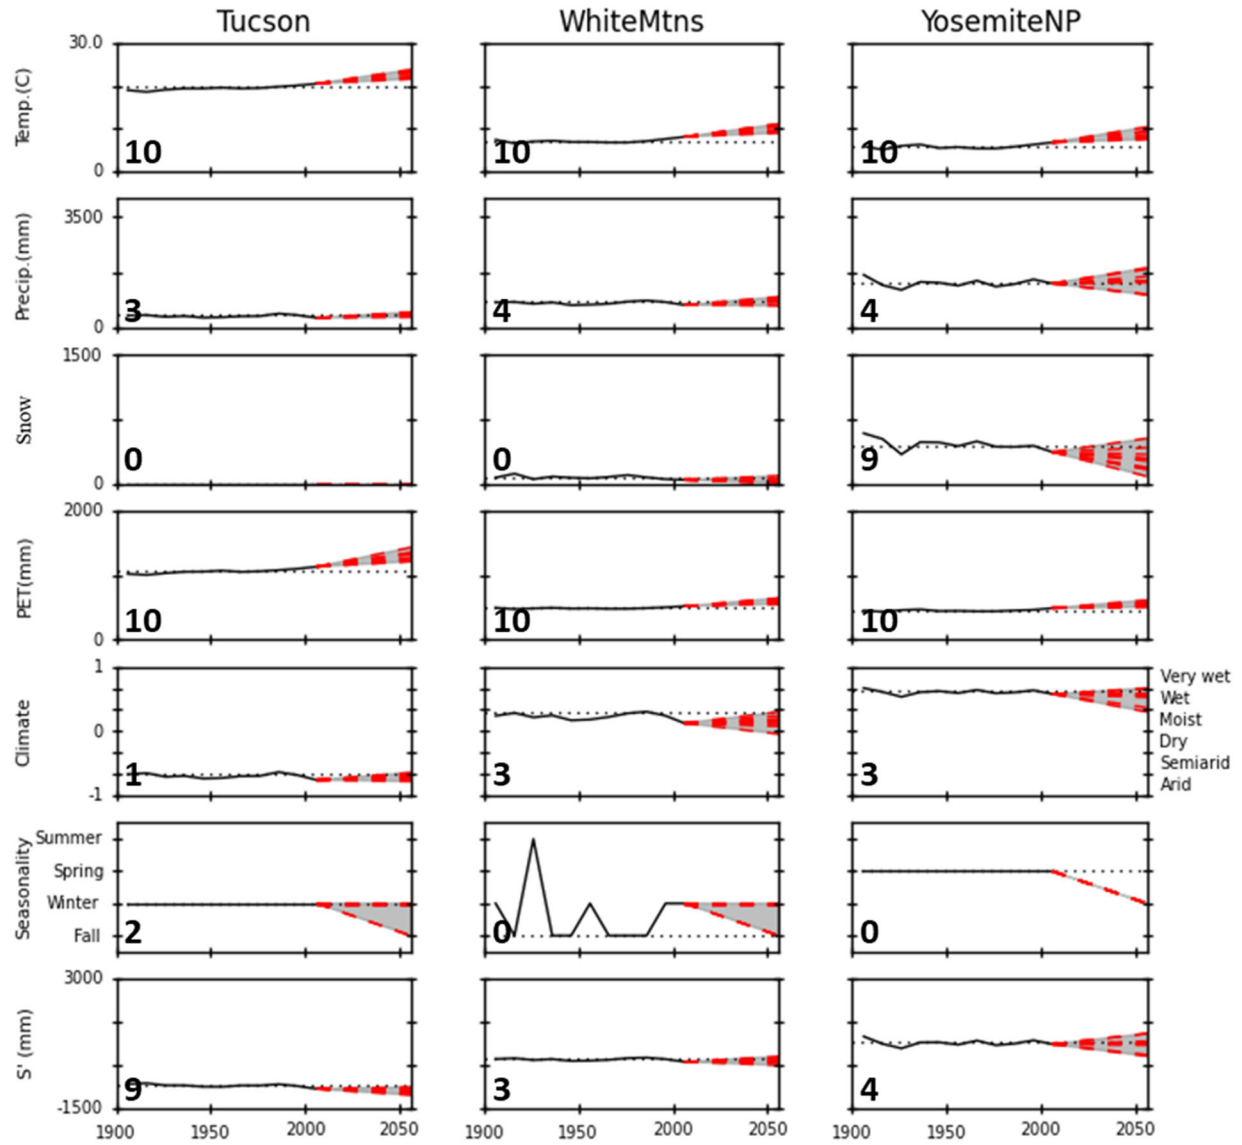 Tucson WhiteMtns YosemiteNP
Temp.(C)
30.0
0
10 10 10
Precip.(mm)
3500
0
3 4 4
Snow
1500
0
0 0 9
PET(mm)
2000
0
10 10 10
Climate
1
0
-1
1 3 3
Very wet
Wet
Moist
Dry
Semiarid
Arid
Seasonality
Summer
Spring
Winter
Fall
2 0 0
S' (mm)
3000
-1500
9 3 4
1900 1950 2000 2050 1900 1950 2000 2050 1900 1950 2000 2050